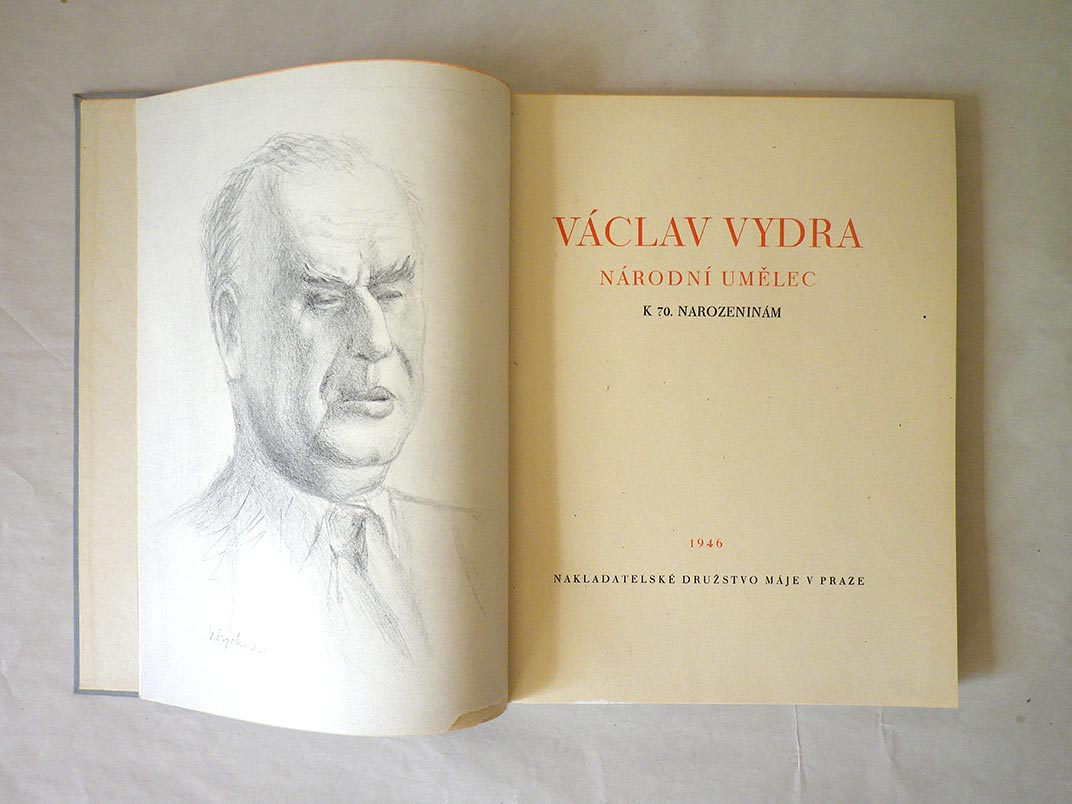 VÁCLAV VYDRA
NÁRODNÍ UMĚLEC
K 70. NAROZENINÁM
1946
NAKLADATELSKÉ DRUŽSTVO MÁJE V PRAZE